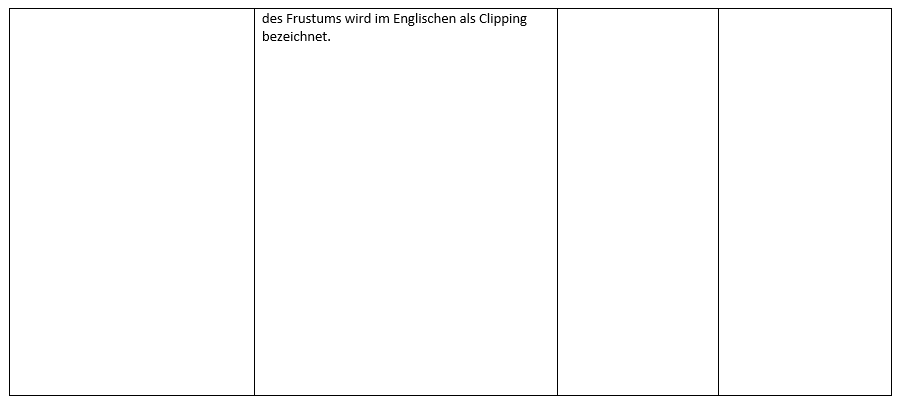 des Frustums wird im Englischen als Clipping
bezeichnet.